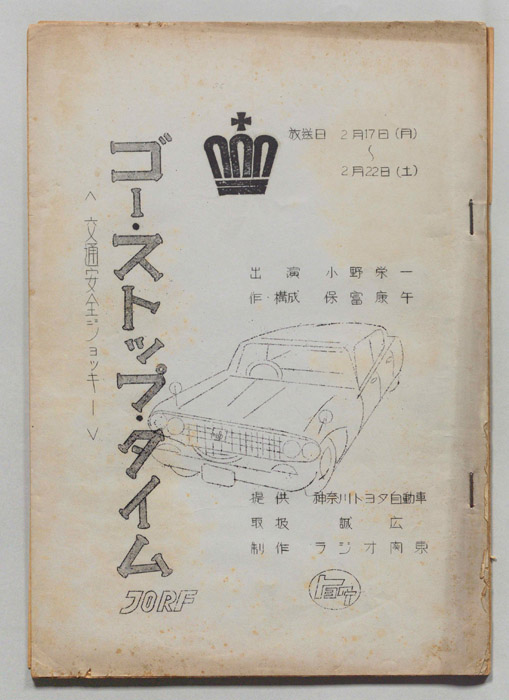 放送日 2月17日(月)
～
2月22日(土)
ゴー・ストップ・タイム
<交通安全ジョッキー>
出演 小野栄一
作・構成 保富康午
提供 神奈川トヨタ自動車
取扱 誠広
制作 ラジオ関東
JORF
トヨタ